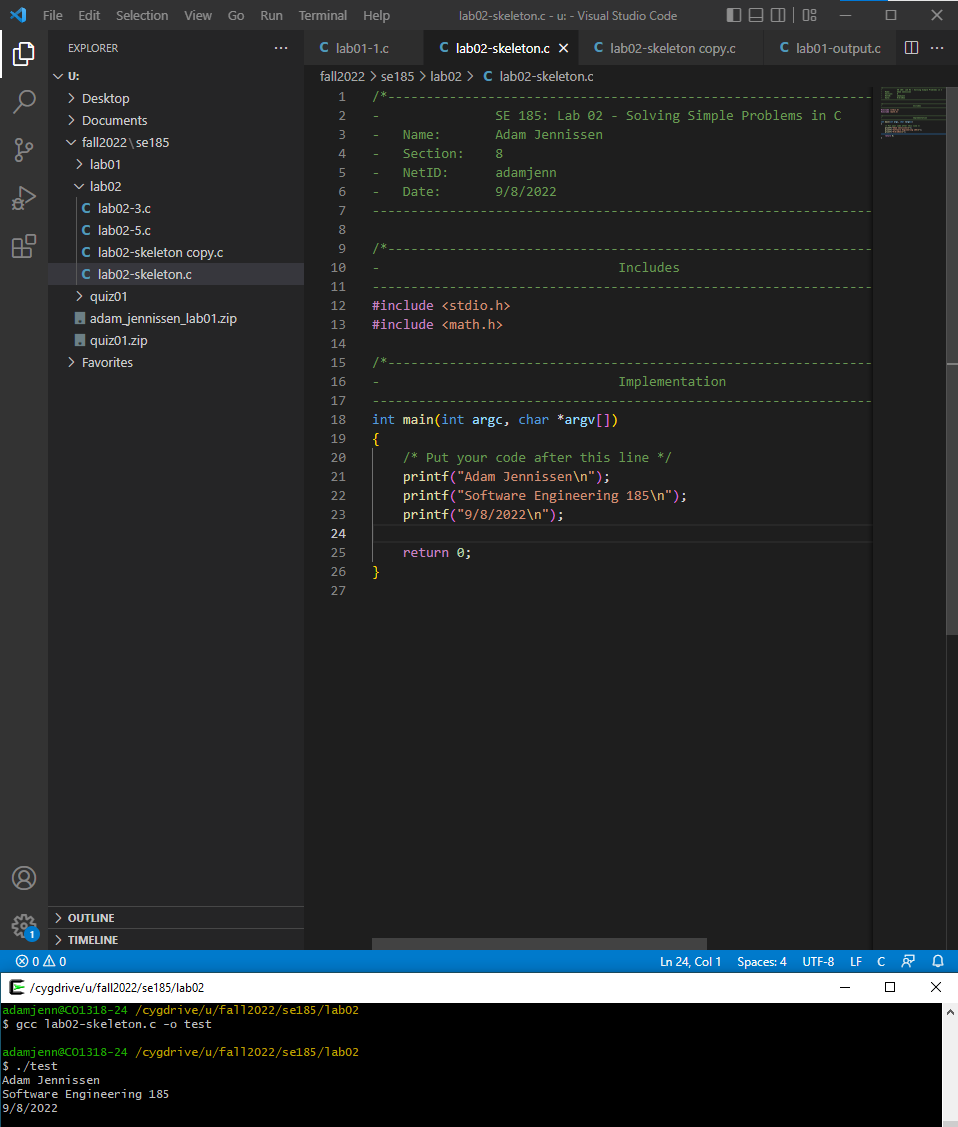 File Edit Selection View Go Run Terminal Help lab02-skeleton.c - u: - Visual Studio Code
EXPLORER
U:
Desktop
Documents
fall2022\se185
lab01
lab02
C lab02-3.c
C lab02-5.c
C lab02-skeleton copy.c
C lab02-skeleton.c
quiz01
adam_jennissen_lab01.zip
quiz01.zip
Favorites
OUTLINE
TIMELINE
1
C lab01-1.c C lab02-skeleton.c C lab02-skeleton copy.c C lab01-output.c
fall2022 > se185 > lab02 > C lab02-skeleton.c
1 /*---------------------------------------------------------------
2 - SE 185: Lab 02 - Solving Simple Problems in C
3 - Name: Adam Jennissen
4 - Section: 8
5 - NetID: adamjenn
6 - Date: 9/8/2022
7 -----------------------------------------------------------------
8
9 /*---------------------------------------------------------------
10 - Includes
11 -----------------------------------------------------------------
12 #include <stdio.h>
13 #include <math.h>
14
15 /*---------------------------------------------------------------
16 - Implementation
17 -----------------------------------------------------------------
18 int main(int argc, char *argv[])
19 {
20 /* Put your code after this line */
21 printf("Adam Jennissen\n");
22 printf("Software Engineering 185\n");
23 printf("9/8/2022\n");
24
25 return 0;
26 }
27
0 0 Ln 24, Col 1 Spaces: 4 UTF-8 LF C
/cygdrive/u/fall2022/se185/lab02
adamjenn@CO1318-24 /cygdrive/u/fall2022/se185/lab02
$ gcc lab02-skeleton.c -o test
adamjenn@CO1318-24 /cygdrive/u/fall2022/se185/lab02
$ ./test
Adam Jennissen
Software Engineering 185
9/8/2022